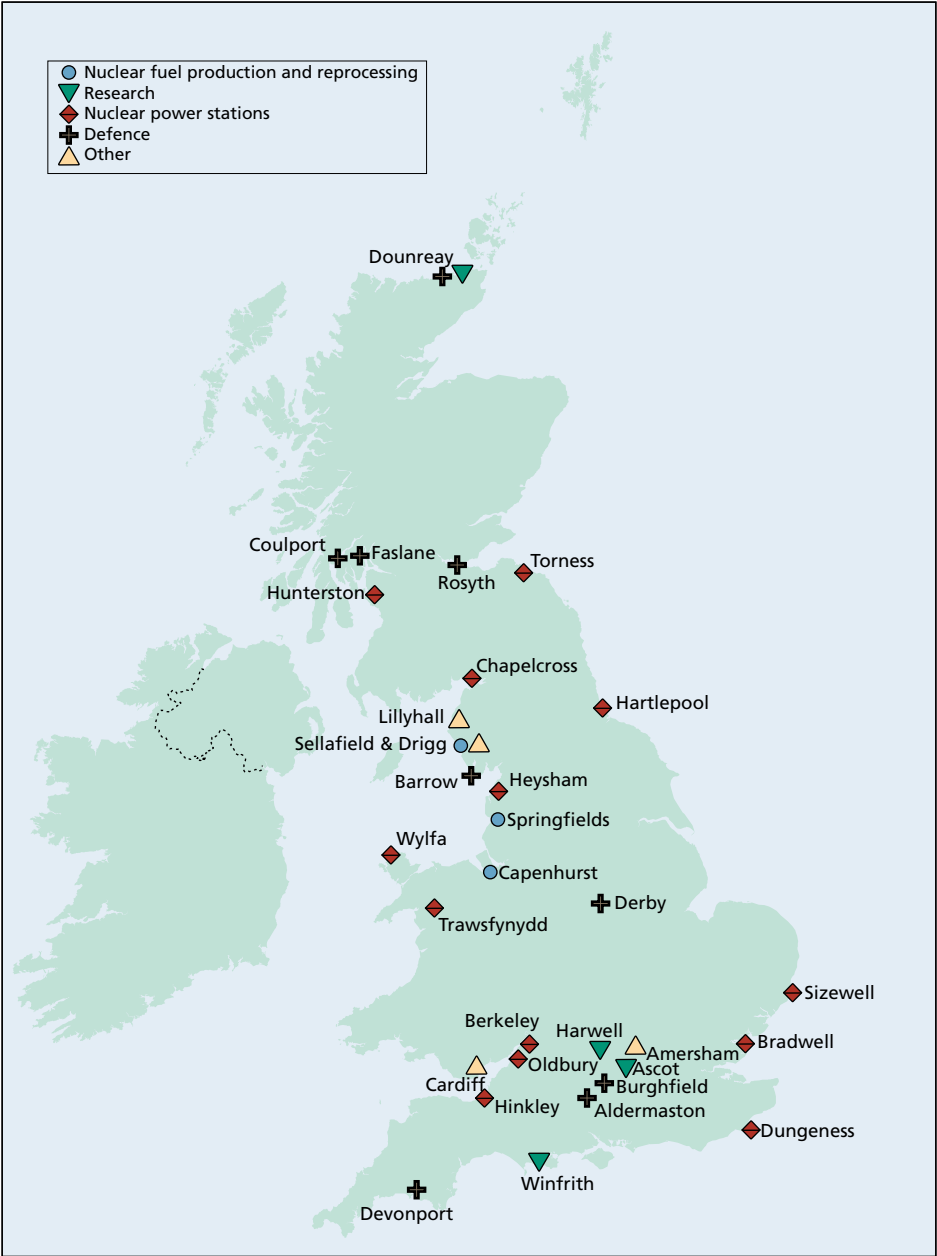 Nuclear fuel production and reprocessing
Research
Nuclear power stations
Defence
Other
Dounreay
Coulport
Faslane
Rosyth
Torness
Hunterston
Chapelcross
Hartlepool
Lillyhall
Sellafield & Drigg
Barrow
Heysham
Springfields
Wylfa
Capenhurst
Derby
Trawsfynydd
Sizewell
Berkeley
Harwell
Bradwell
Amersham
Oldbury
Ascot
Cardiff
Burghfield
Hinkley
Aldermaston
Dungeness
Winfrith
Devonport